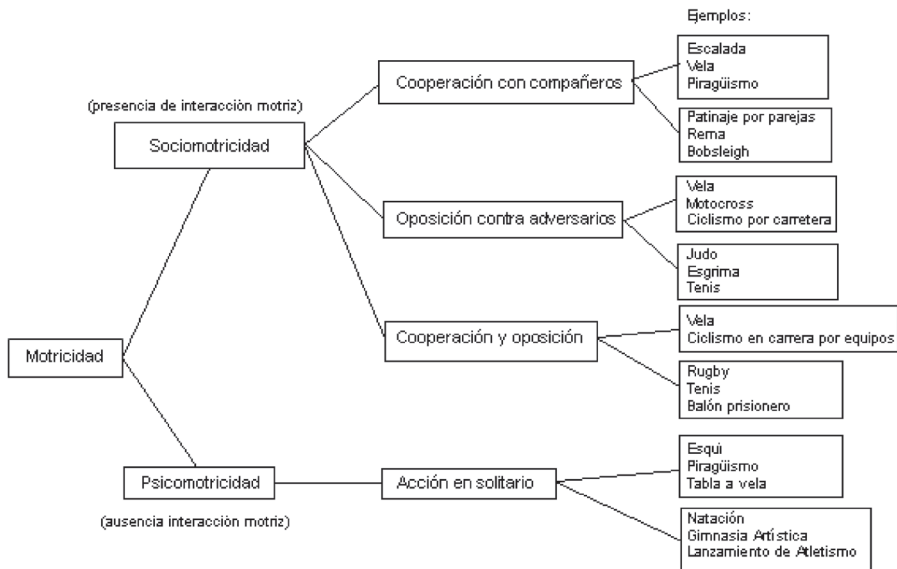 Ejemplos:
Escalada
Vela
Piragüismo
Cooperación con compañeros
(presencia de interacción motriz)
Patinaje por parejas
Rema
Bobsleigh
Sociomotricidad
Vela
Motocross
Ciclismo por carretera
Oposición contra adversarios
Judo
Esgrima
Tenis
Vela
Ciclismo en carrera por equipos
Cooperación y oposición
Motricidad
Rugby
Tenis
Balón prisionero
Esqui
Piragüismo
Tabla a vela
Psicomotricidad
Acción en solitario
(ausencia interacción motriz)
Natación
Gimnasia Artística
Lanzamiento de Atletismo